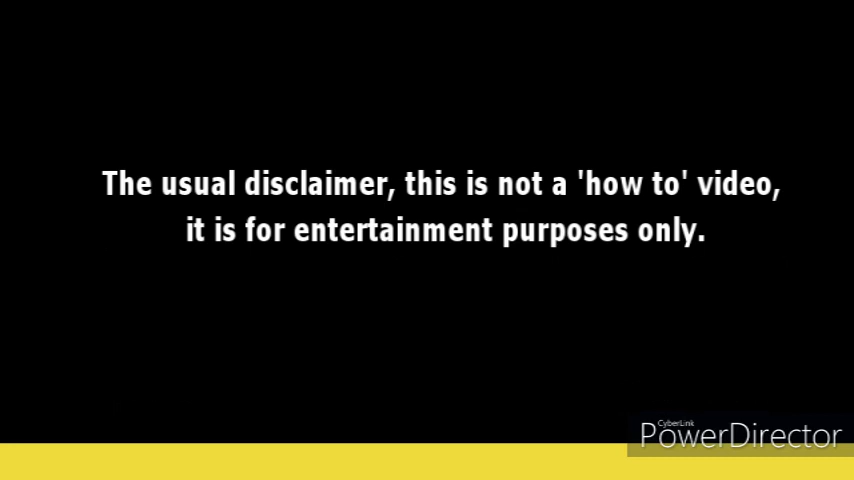 The usual disclaimer, this is not a 'how to' video,
it is for entertainment purposes only.
CyberLink
PowerDirector